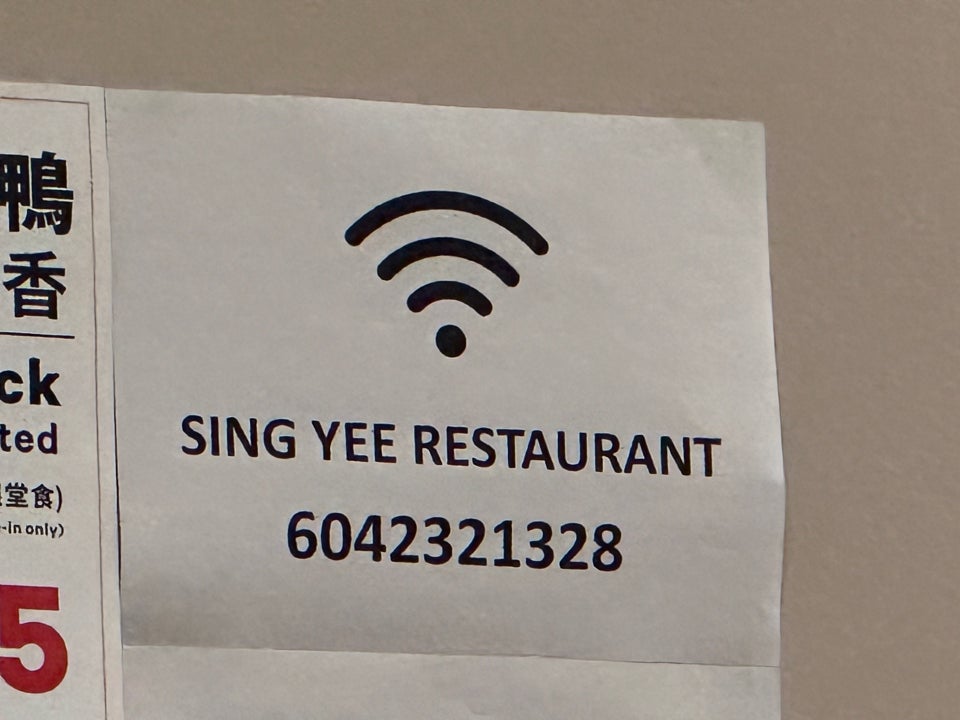 鴨
香
ck
ted
堂食)
-in only)
5
SING YEE RESTAURANT
6042321328